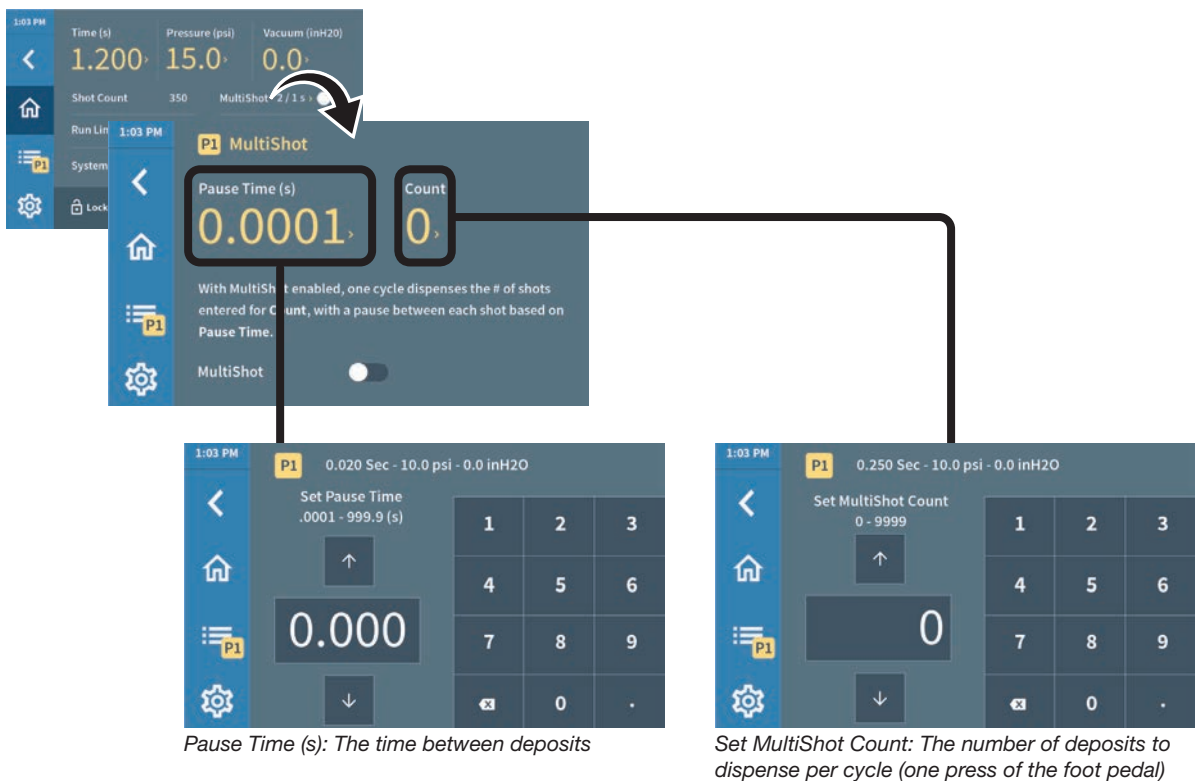 1:03 PM
Time (s) Pressure (psi) Vacuum (inH20)
1.200 15.0 0.0
Shot Count 350 MultiShot 2 / 1 s
Run Lim
P1
System
Lock
1:03 PM
P1 MultiShot
Pause Time (s) Count
0.0001 0
With MultiShot enabled, one cycle dispenses the # of shots
entered for Count, with a pause between each shot based on
Pause Time.
P1
MultiShot
1:03 PM
P1 0.020 Sec - 10.0 psi - 0.0 inH2O
Set Pause Time
.0001 - 999.9 (s)
1 2 3
4 5 6
0.000
P1
7 8 9
0 .
Pause Time (s): The time between deposits
1:03 PM
P1 0.250 Sec - 10.0 psi - 0.0 inH2O
Set MultiShot Count
0 - 9999
1 2 3
4 5 6
0
P1
7 8 9
0 .
Set MultiShot Count: The number of deposits to
dispense per cycle (one press of the foot pedal)